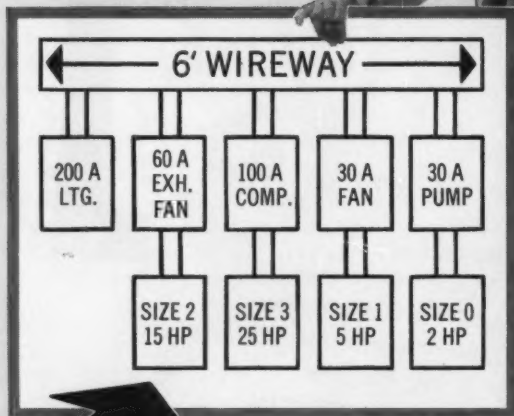 6' WIREWAY
200 A
LTG.
60 A
EXH.
FAN
100 A
COMP.
30 A
FAN
30 A
PUMP
SIZE 2
15 HP
SIZE 3
25 HP
SIZE 1
5 HP
SIZE 0
2 HP